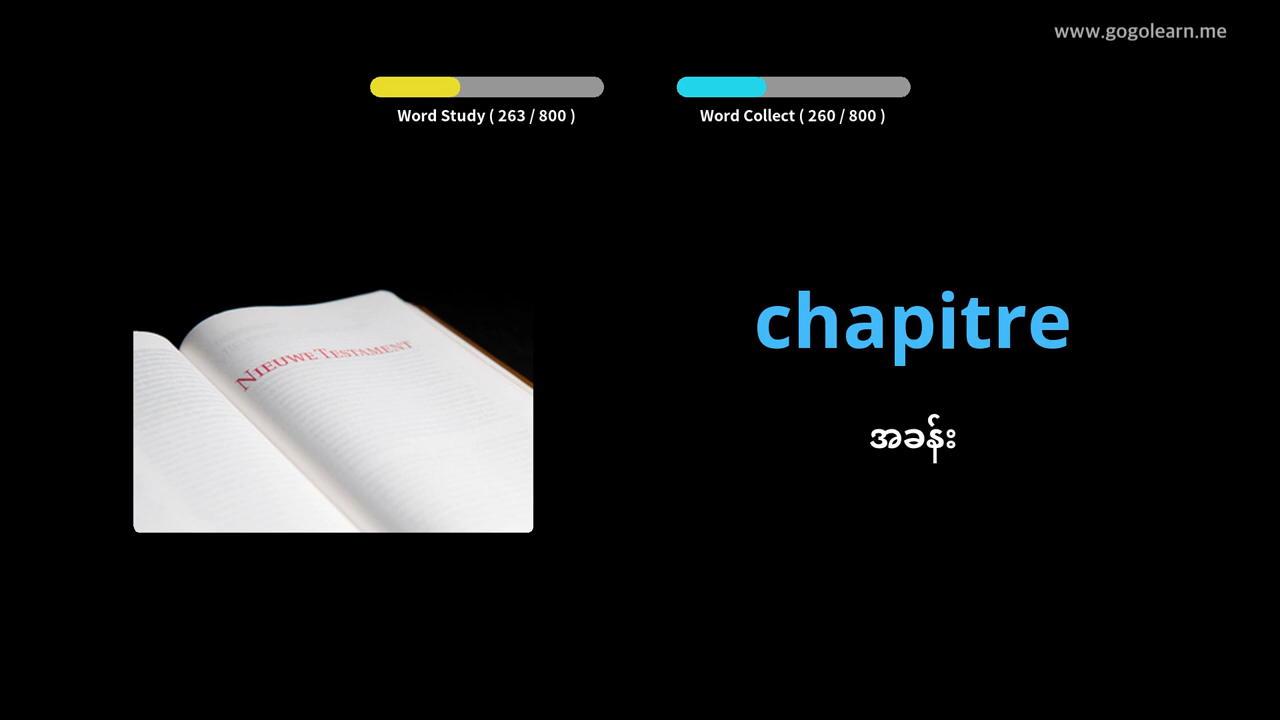 www.gogolearn.me
Word Study ( 263 / 800 )
Word Collect ( 260 / 800 )
NIEUWE TESTAMENT
chapitre
အခန်း